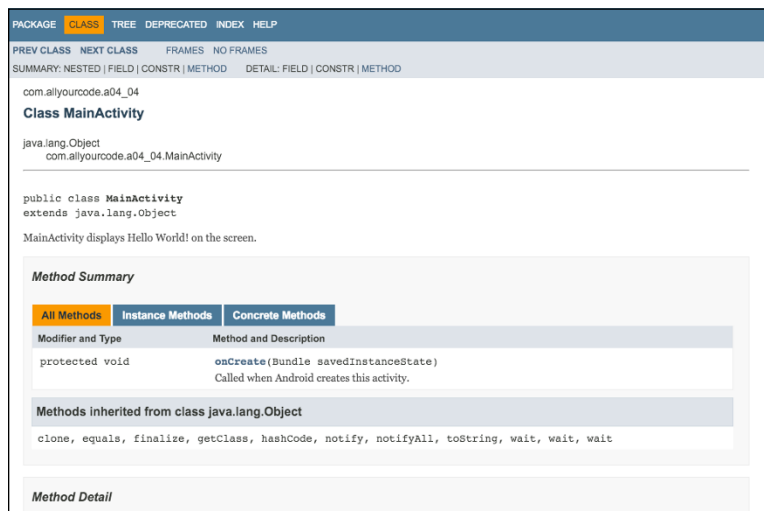 PACKAGE CLASS TREE DEPRECATED INDEX HELP
PREV CLASS NEXT CLASS FRAMES NO FRAMES
SUMMARY: NESTED | FIELD | CONSTR | METHOD DETAIL: FIELD | CONSTR | METHOD
com.allyourcode.a04_04
Class MainActivity
java.lang.Object
com.allyourcode.a04_04.MainActivity
public class MainActivity
extends java.lang.Object
MainActivity displays Hello World! on the screen.
Method Summary
All Methods Instance Methods Concrete Methods
Modifier and Type Method and Description
protected void onCreate(Bundle savedInstanceState)
Called when Android creates this activity.
Methods inherited from class java.lang.Object
clone, equals, finalize, getClass, hashCode, notify, notifyAll, toString, wait, wait, wait
Method Detail